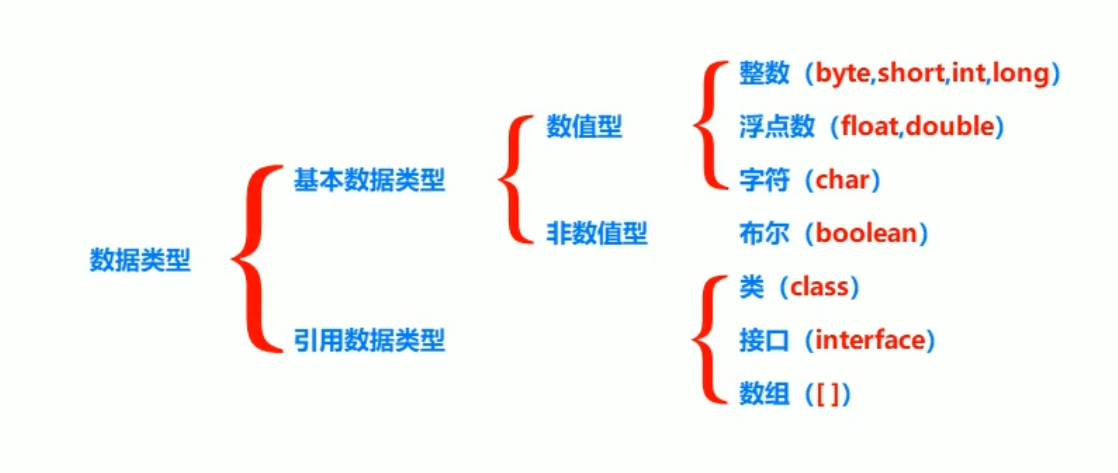 整数（byte,short,int,long）
数值型
浮点数（float,double）
基本数据类型
字符（char）
非数值型
布尔（boolean）
数据类型
类（class）
引用数据类型
接口（interface）
数组（[ ]）